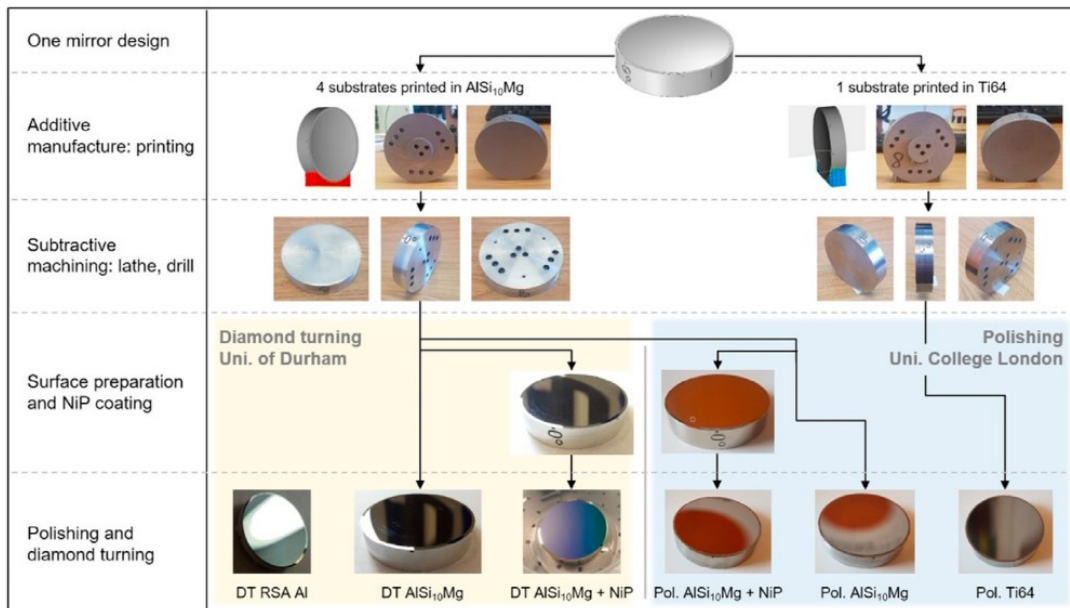 One mirror design
4 substrates printed in AlSi₁₀Mg
1 substrate printed in Ti64
Additive
manufacture: printing
Subtractive
machining: lathe, drill
Diamond turning
Uni. of Durham
Polishing
Uni. College London
Surface preparation
and NiP coating
Polishing and
diamond turning
DT RSA Al
DT AlSi₁₀Mg
DT AlSi₁₀Mg + NiP
Pol. AlSi₁₀Mg + NiP
Pol. AlSi₁₀Mg
Pol. Ti64